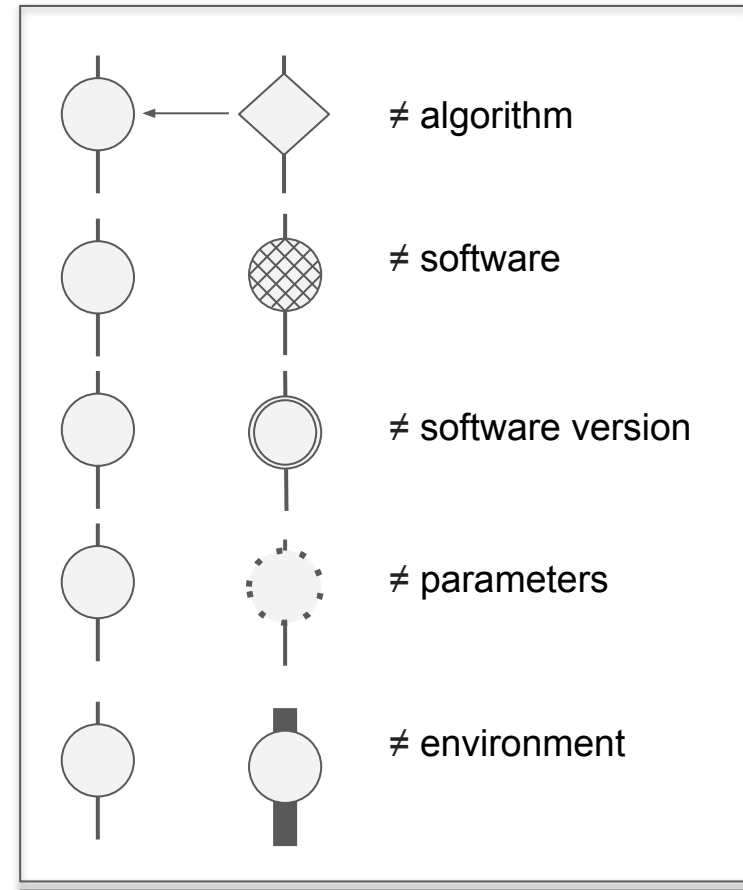 ≠ algorithm
≠ software
≠ software version
≠ parameters
≠ environment